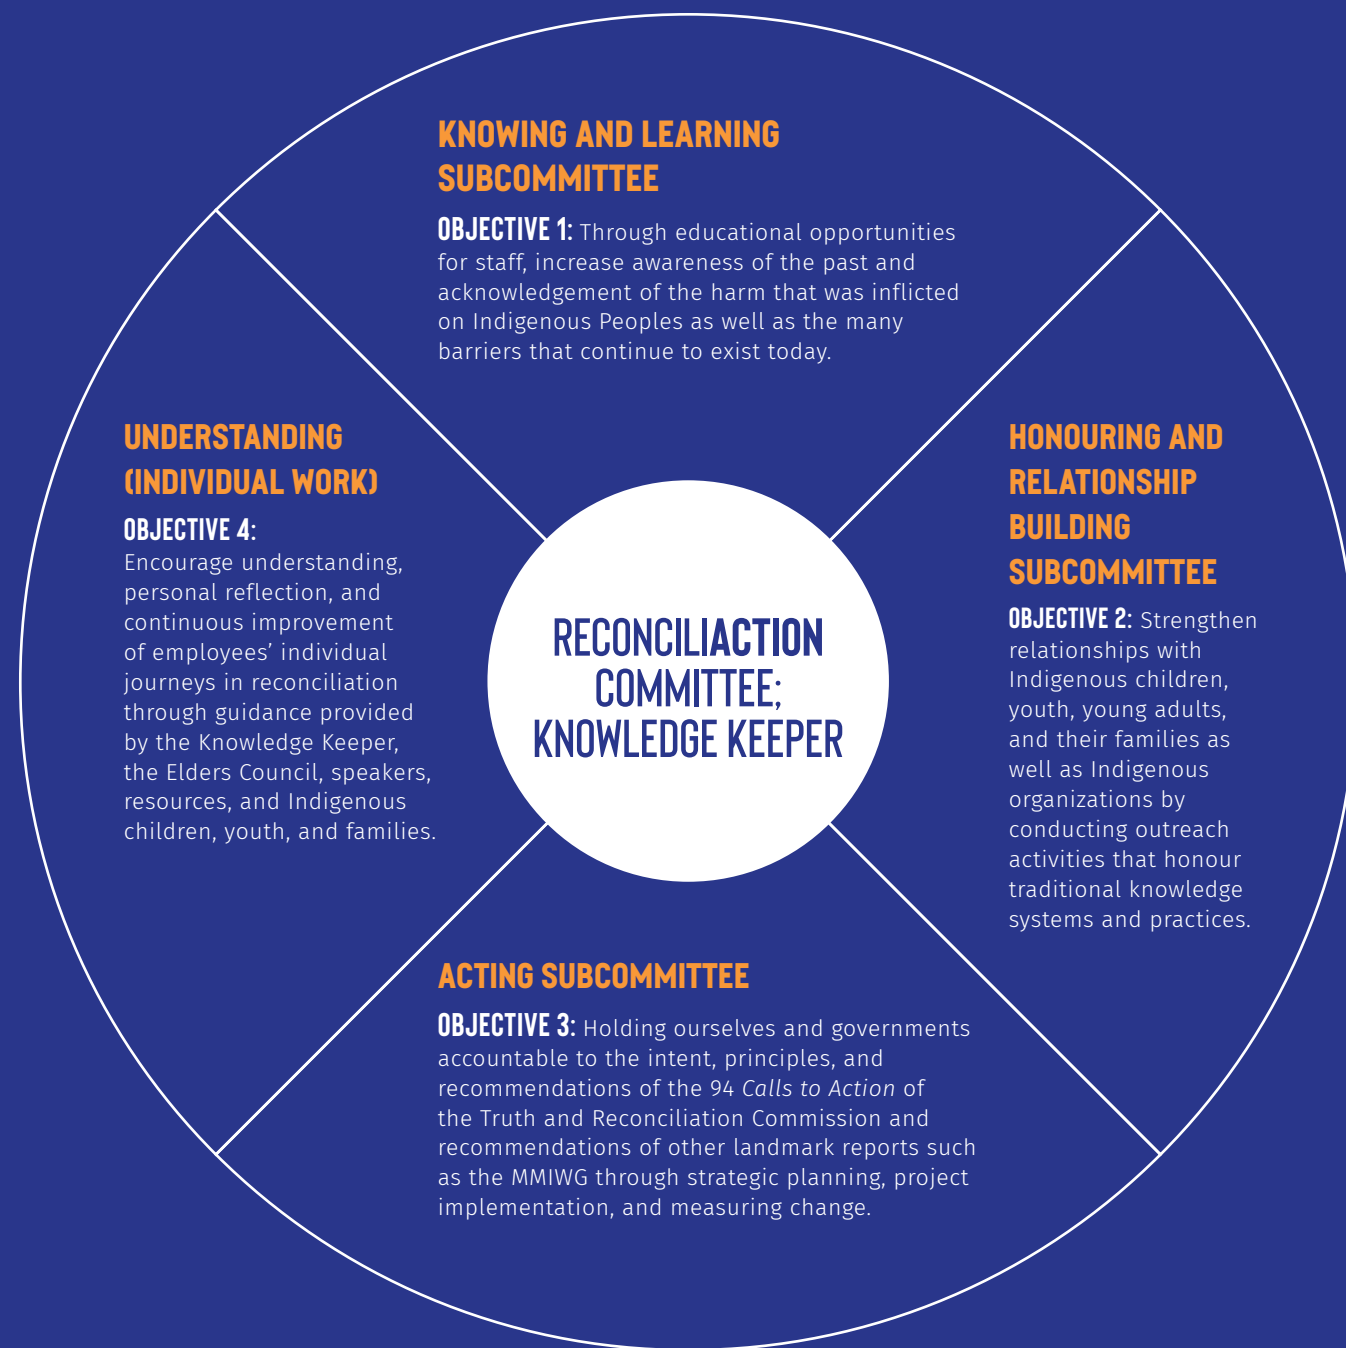 KNOWING AND LEARNING
SUBCOMMITTEE
OBJECTIVE 1: Through educational opportunities
for staff, increase awareness of the past and
acknowledgement of the harm that was inflicted
on Indigenous Peoples as well as the many
barriers that continue to exist today.
HONOURING AND
RELATIONSHIP
BUILDING
SUBCOMMITTEE
OBJECTIVE 2: Strengthen
relationships with
Indigenous children,
youth, young adults,
and their families as
well as Indigenous
organizations by
conducting outreach
activities that honour
traditional knowledge
systems and practices.
ACTING SUBCOMMITTEE
OBJECTIVE 3: Holding ourselves and governments
accountable to the intent, principles, and
recommendations of the 94 Calls to Action of
the Truth and Reconciliation Commission and
recommendations of other landmark reports such
as the MMIWG through strategic planning, project
implementation, and measuring change.
UNDERSTANDING
(INDIVIDUAL WORK)
OBJECTIVE 4:
Encourage understanding,
personal reflection, and
continuous improvement
of employees’ individual
journeys in reconciliation
through guidance provided
by the Knowledge Keeper,
the Elders Council, speakers,
resources, and Indigenous
children, youth, and families.
RECONCILIACTION
COMMITTEE;
KNOWLEDGE KEEPER